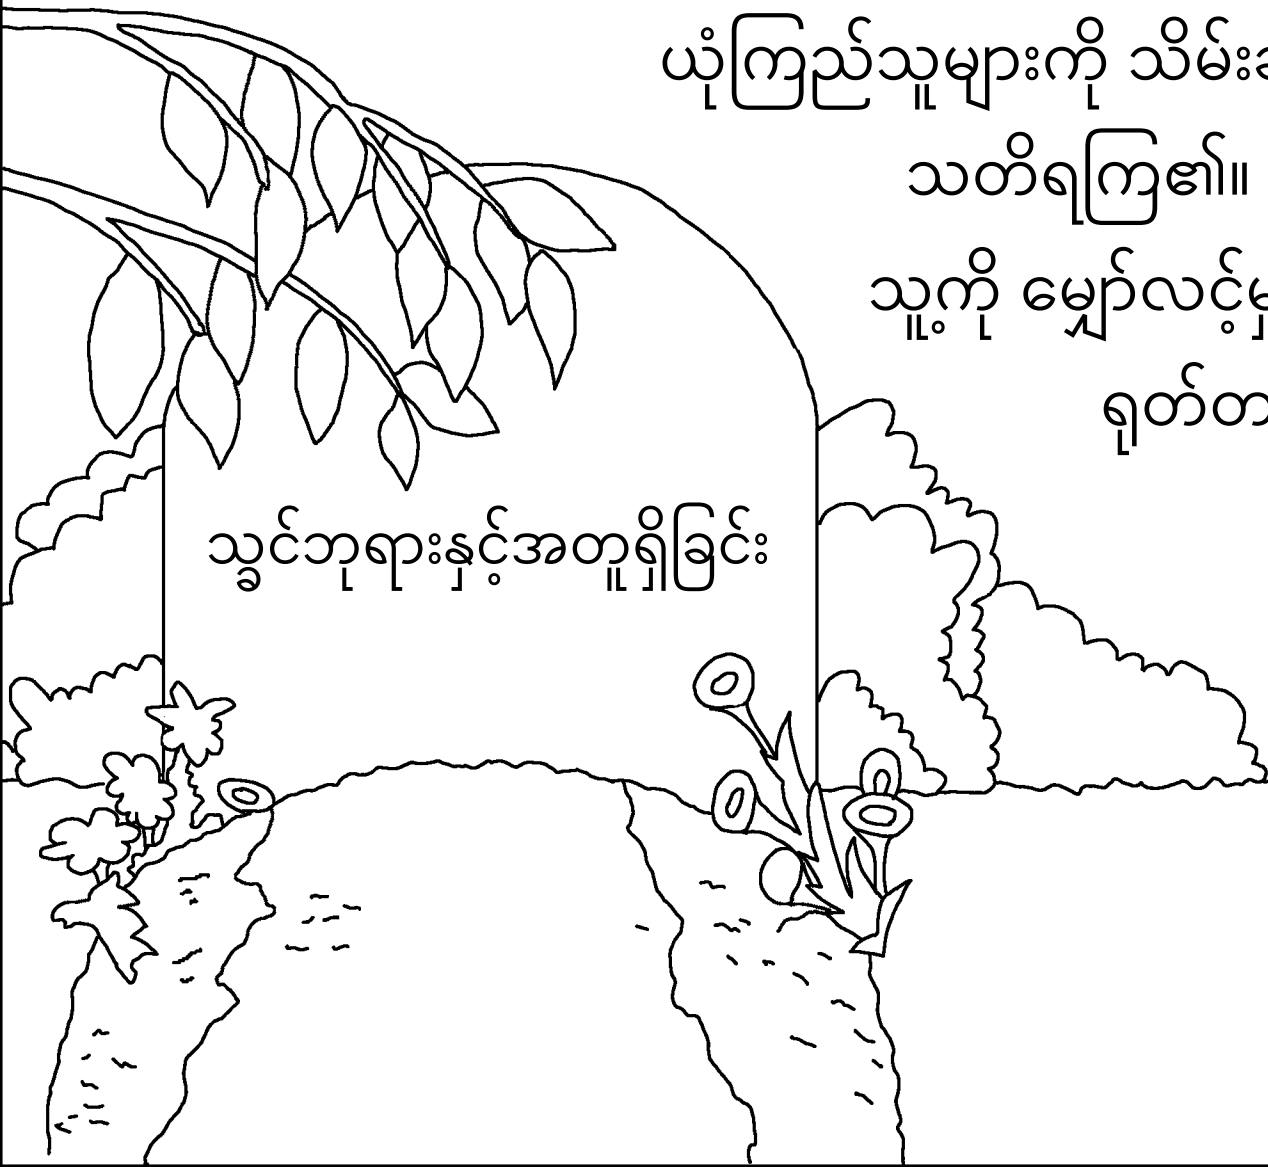 ယုံကြည်သူများကို သိမ်း
သတိရကြ၏။
သူ့ကို မျှော်လင့်
ရုတ်တ
သ္ခင်ဘုရားနှင့်အတူရှိခြင်း